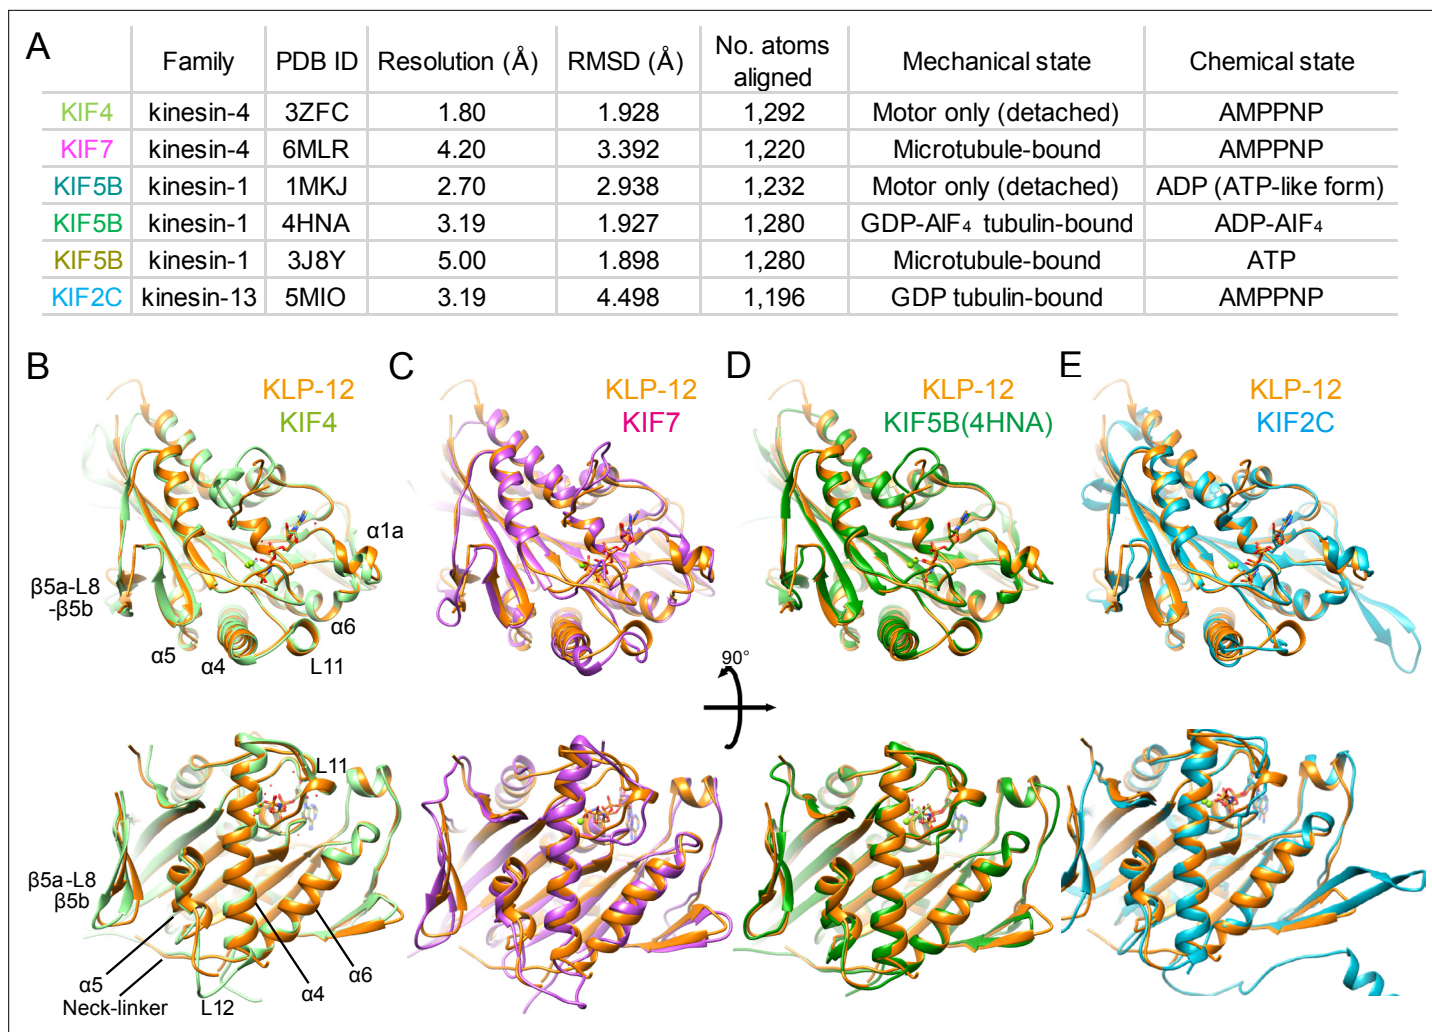 A
Family PDB ID Resolution (Å) RMSD (Å) No. atoms aligned Mechanical state Chemical state
KIF4 kinesin-4 3ZFC 1.80 1.928 1,292 Motor only (detached) AMPPNP
KIF7 kinesin-4 6MLR 4.20 3.392 1,220 Microtubule-bound AMPPNP
KIF5B kinesin-1 1MKJ 2.70 2.938 1,232 Motor only (detached) ADP (ATP-like form)
KIF5B kinesin-1 4HNA 3.19 1.927 1,280 GDP-AlF₄ tubulin-bound ADP-AlF₄
KIF5B kinesin-1 3J8Y 5.00 1.898 1,280 Microtubule-bound ATP
KIF2C kinesin-13 5MIO 3.19 4.498 1,196 GDP tubulin-bound AMPPNP
B C D E
KLP-12 KLP-12 KLP-12 KLP-12
KIF4 KIF7 KIF5B(4HNA) KIF2C
α1a
β5a-L8
-β5b
α6
α5 α4 L11
90°
L11
β5a-L8
β5b
α5 α4 α6
Neck-linker L12